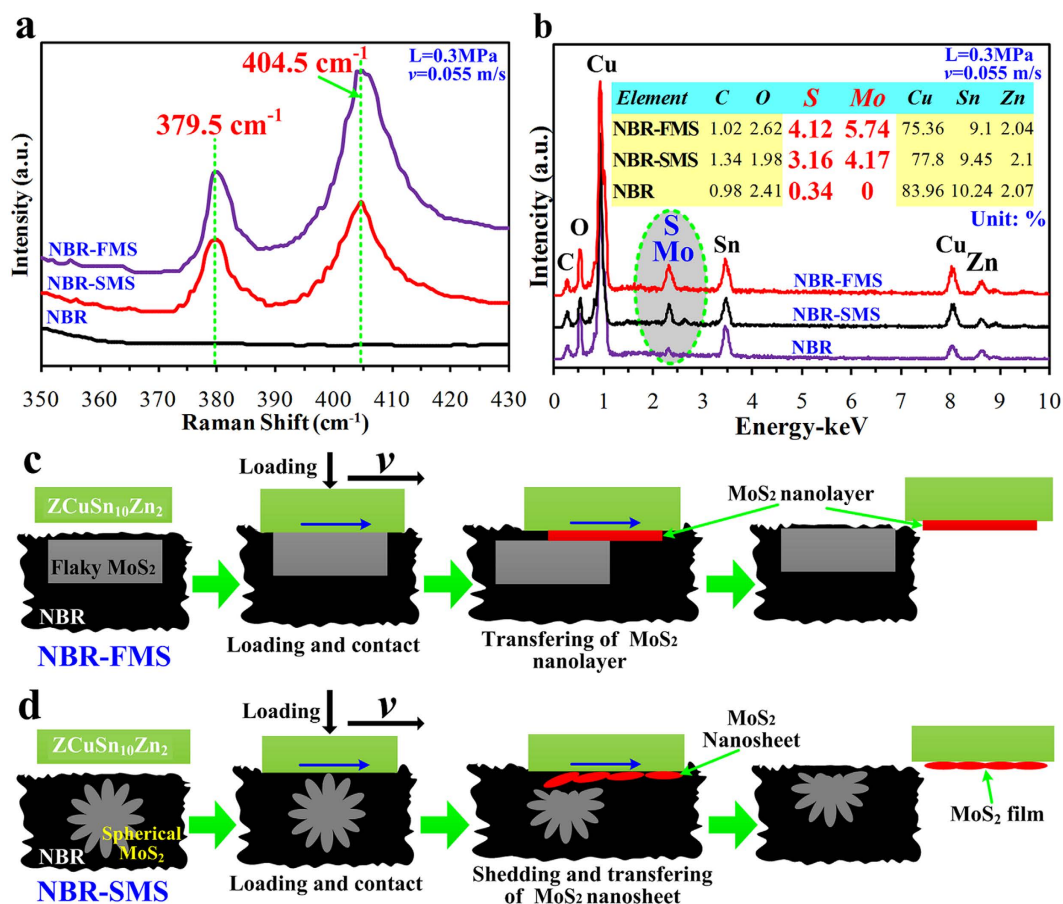 a
L=0.3MPa
v=0.055 m/s
404.5 cm-1
379.5 cm-1
NBR-FMS
NBR-SMS
NBR
Intensity (a.u.)
350 360 370 380 390 400 410 420 430
Raman Shift (cm-1)
b
L=0.3MPa
v=0.055 m/s
Cu
Element C O S Mo Cu Sn Zn
NBR-FMS 1.02 2.62 4.12 5.74 75.36 9.1 2.04
NBR-SMS 1.34 1.98 3.16 4.17 77.8 9.45 2.1
NBR 0.98 2.41 0.34 0 83.96 10.24 2.07
Unit: %
C O S Mo Sn Cu Zn
NBR-FMS
NBR-SMS
NBR
Intencity (a.u.)
0 1 2 3 4 5 6 7 8 9 10
Energy-keV
c
ZCuSn10Zn2
Flaky MoS2
NBR
NBR-FMS
Loading
v
Loading and contact
MoS2 nanolayer
Transfering of MoS2
nanolayer
d
ZCuSn10Zn2
Spherical
MoS2
NBR
NBR-SMS
Loading
v
Loading and contact
MoS2
Nanosheet
Shedding and transfering
of MoS2 nanosheet
MoS2 film